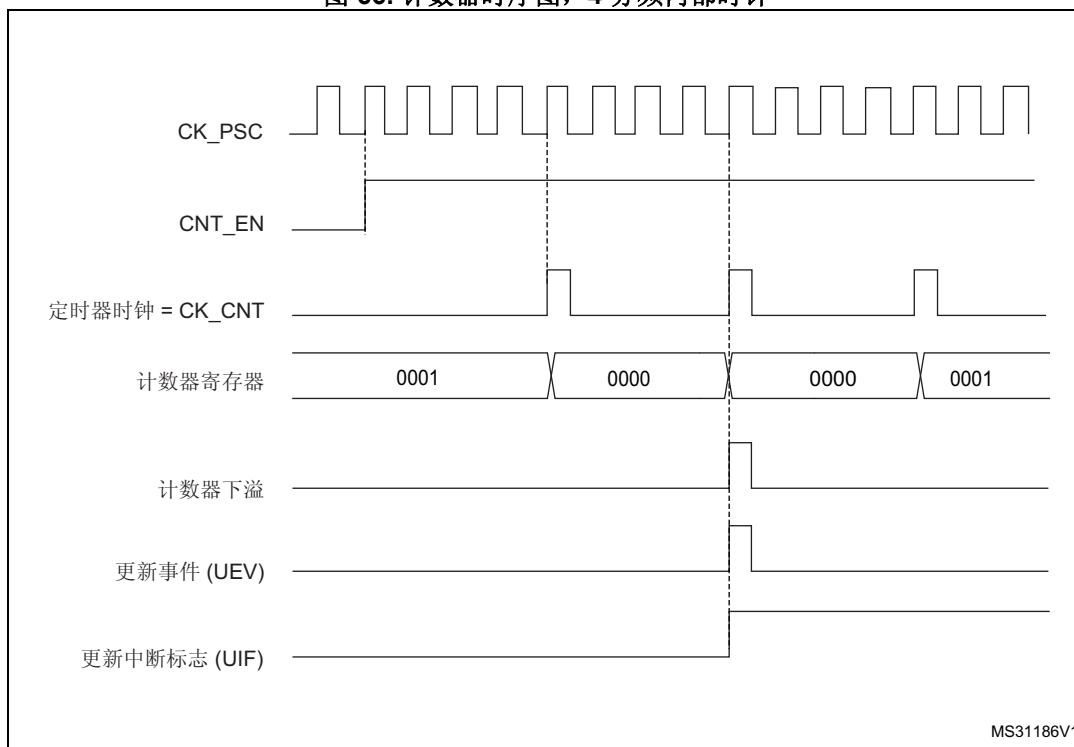 CK_PSC
CNT_EN
定时器时钟 = CK_CNT
计数器寄存器
0001
0000
0000
0001
计数器下溢
更新事件 (UEV)
更新中断标志 (UIF)
MS31186V1